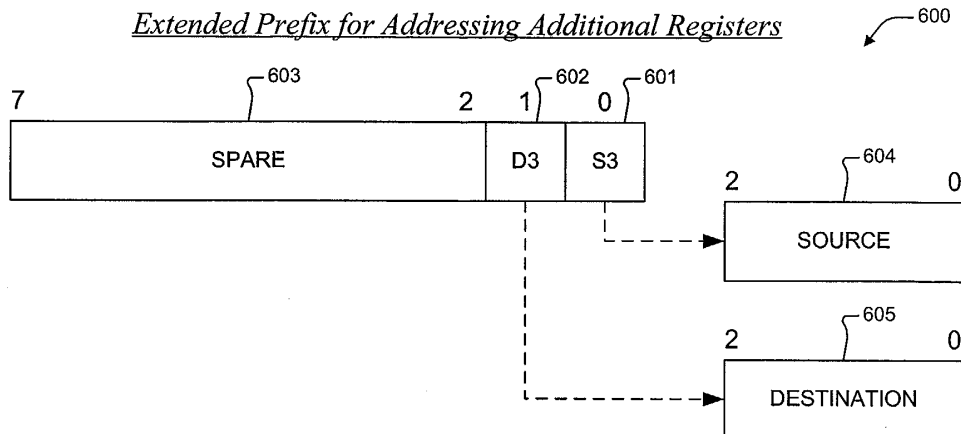 Extended Prefix for Addressing Additional Registers
600
603
602
601
7
2
1
0
SPARE
D3
S3
604
2
0
SOURCE
605
2
0
DESTINATION